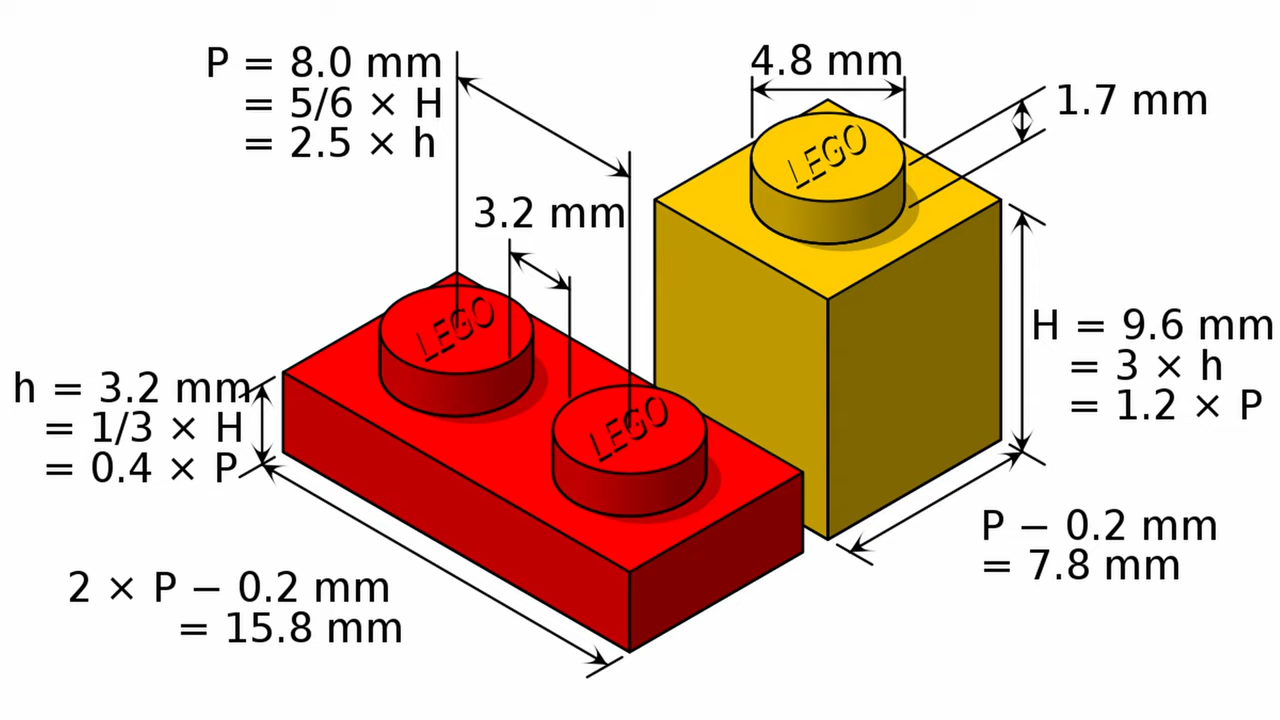 P = 8.0 mm
= 5/6 × H
= 2.5 × h
4.8 mm
1.7 mm
3.2 mm
LEGO
LEGO
LEGO
H = 9.6 mm
= 3 × h
= 1.2 × P
h = 3.2 mm
= 1/3 × H
= 0.4 × P
P − 0.2 mm
= 7.8 mm
2 × P − 0.2 mm
= 15.8 mm